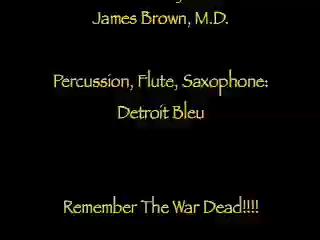 James Brown, M.D.
Percussion, Flute, Saxophone:
Detroit Bleu
Remember The War Dead!!!!